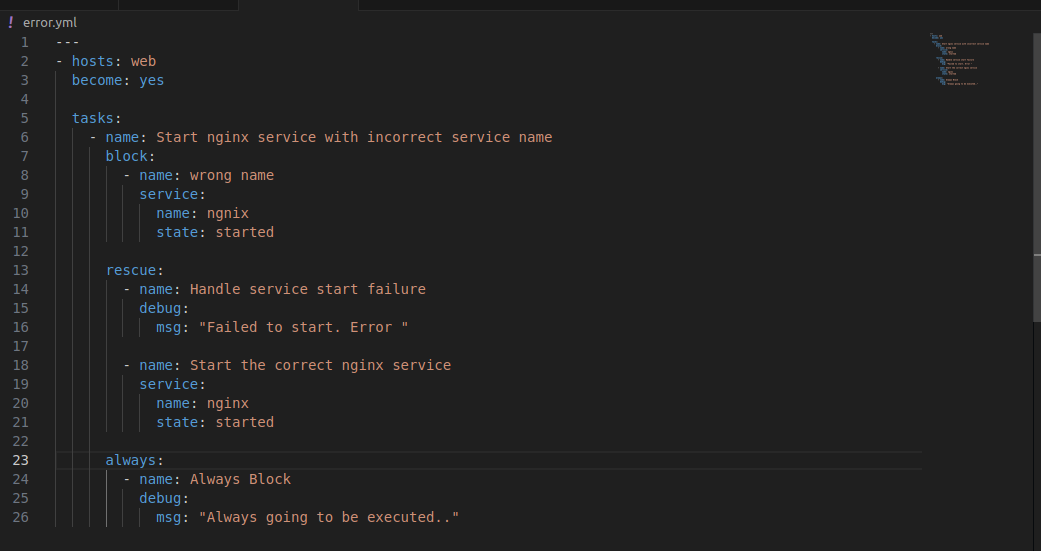 ! error.yml
1 ---
2 - hosts: web
3 become: yes
4
5 tasks:
6 - name: Start nginx service with incorrect service name
7 block:
8 - name: wrong name
9 service:
10 name: ngnix
11 state: started
12
13 rescue:
14 - name: Handle service start failure
15 debug:
16 msg: "Failed to start. Error "
17
18 - name: Start the correct nginx service
19 service:
20 name: nginx
21 state: started
22
23 always:
24 - name: Always Block
25 debug:
26 msg: "Always going to be executed.."